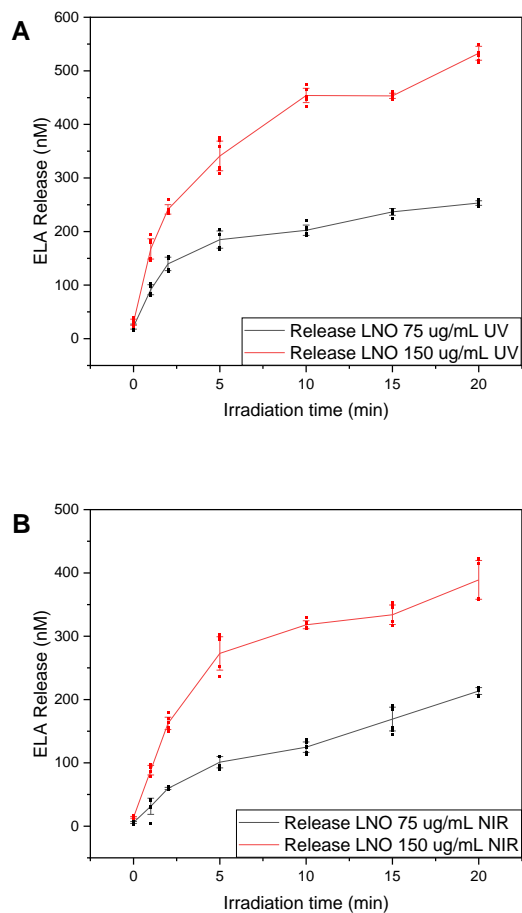 A
600
500
400
300
200
100
0
ELA Release (nM)
Release LNO 75 ug/mL UV
Release LNO 150 ug/mL UV
0 5 10 15 20
Irradiation time (min)
B
500
400
300
200
100
0
ELA Release (nM)
Release LNO 75 ug/mL NIR
Release LNO 150 ug/mL NIR
0 5 10 15 20
Irradiation time (min)